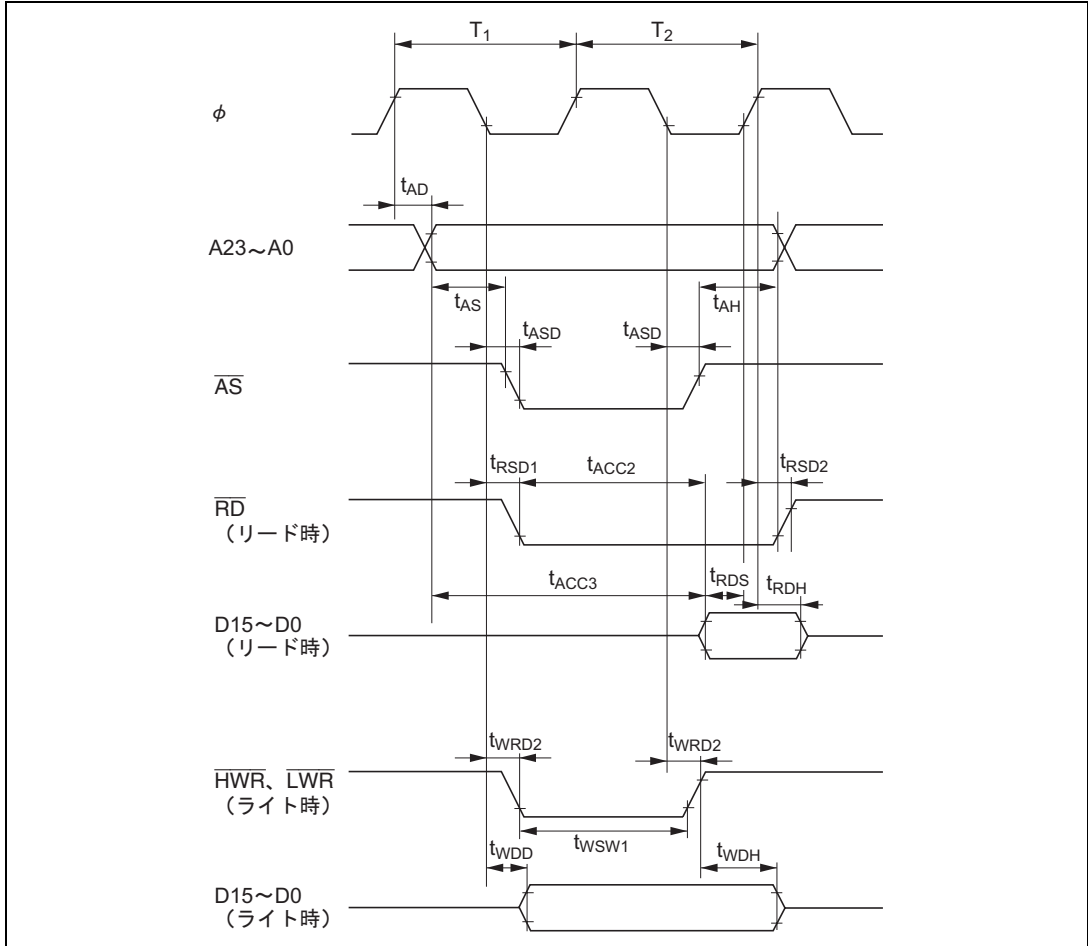 T1 T2
φ
tAD
A23～A0
tAS tAH
tASD tASD
AS
tRSD1 tACC2 tRSD2
RD
（リード時）
tACC3 tRDS tRDH
D15～D0
（リード時）
tWRD2 tWRD2
HWR、LWR
（ライト時）
tWSW1
tWDD tWDH
D15～D0
（ライト時）